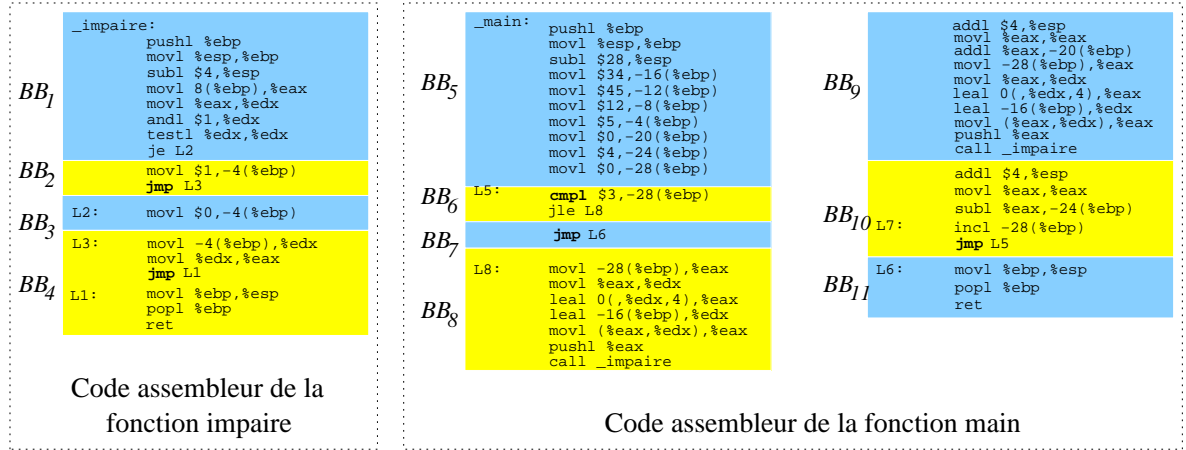 BB1
_impaire:
pushl %ebp
movl %esp,%ebp
subl $4,%esp
movl 8(%ebp),%eax
movl %eax,%edx
andl $1,%edx
testl %edx,%edx
je L2
BB2
movl $1,-4(%ebp)
jmp L3
BB3
L2: movl $0,-4(%ebp)
BB4
L3: movl -4(%ebp),%edx
movl %edx,%eax
jmp L1
L1: movl %ebp,%esp
popl %ebp
ret
Code assembleur de la
fonction impaire
BB5
_main: pushl %ebp
movl %esp,%ebp
subl $28,%esp
movl $34,-16(%ebp)
movl $45,-12(%ebp)
movl $12,-8(%ebp)
movl $5,-4(%ebp)
movl $0,-20(%ebp)
movl $4,-24(%ebp)
movl $0,-28(%ebp)
BB6
L5: cmpl $3,-28(%ebp)
jle L8
BB7
jmp L6
BB8
L8: movl -28(%ebp),%eax
movl %eax,%edx
leal 0(,%edx,4),%eax
leal -16(%ebp),%edx
movl (%eax,%edx),%eax
pushl %eax
call _impaire
BB9
addl $4,%esp
movl %eax,%eax
addl %eax,-20(%ebp)
movl -28(%ebp),%eax
movl %eax,%edx
leal 0(,%edx,4),%eax
leal -16(%ebp),%edx
movl (%eax,%edx),%eax
pushl %eax
call _impaire
BB10
addl $4,%esp
movl %eax,%eax
subl %eax,-24(%ebp)
L7: incl -28(%ebp)
jmp L5
BB11
L6: movl %ebp,%esp
popl %ebp
ret
Code assembleur de la fonction main